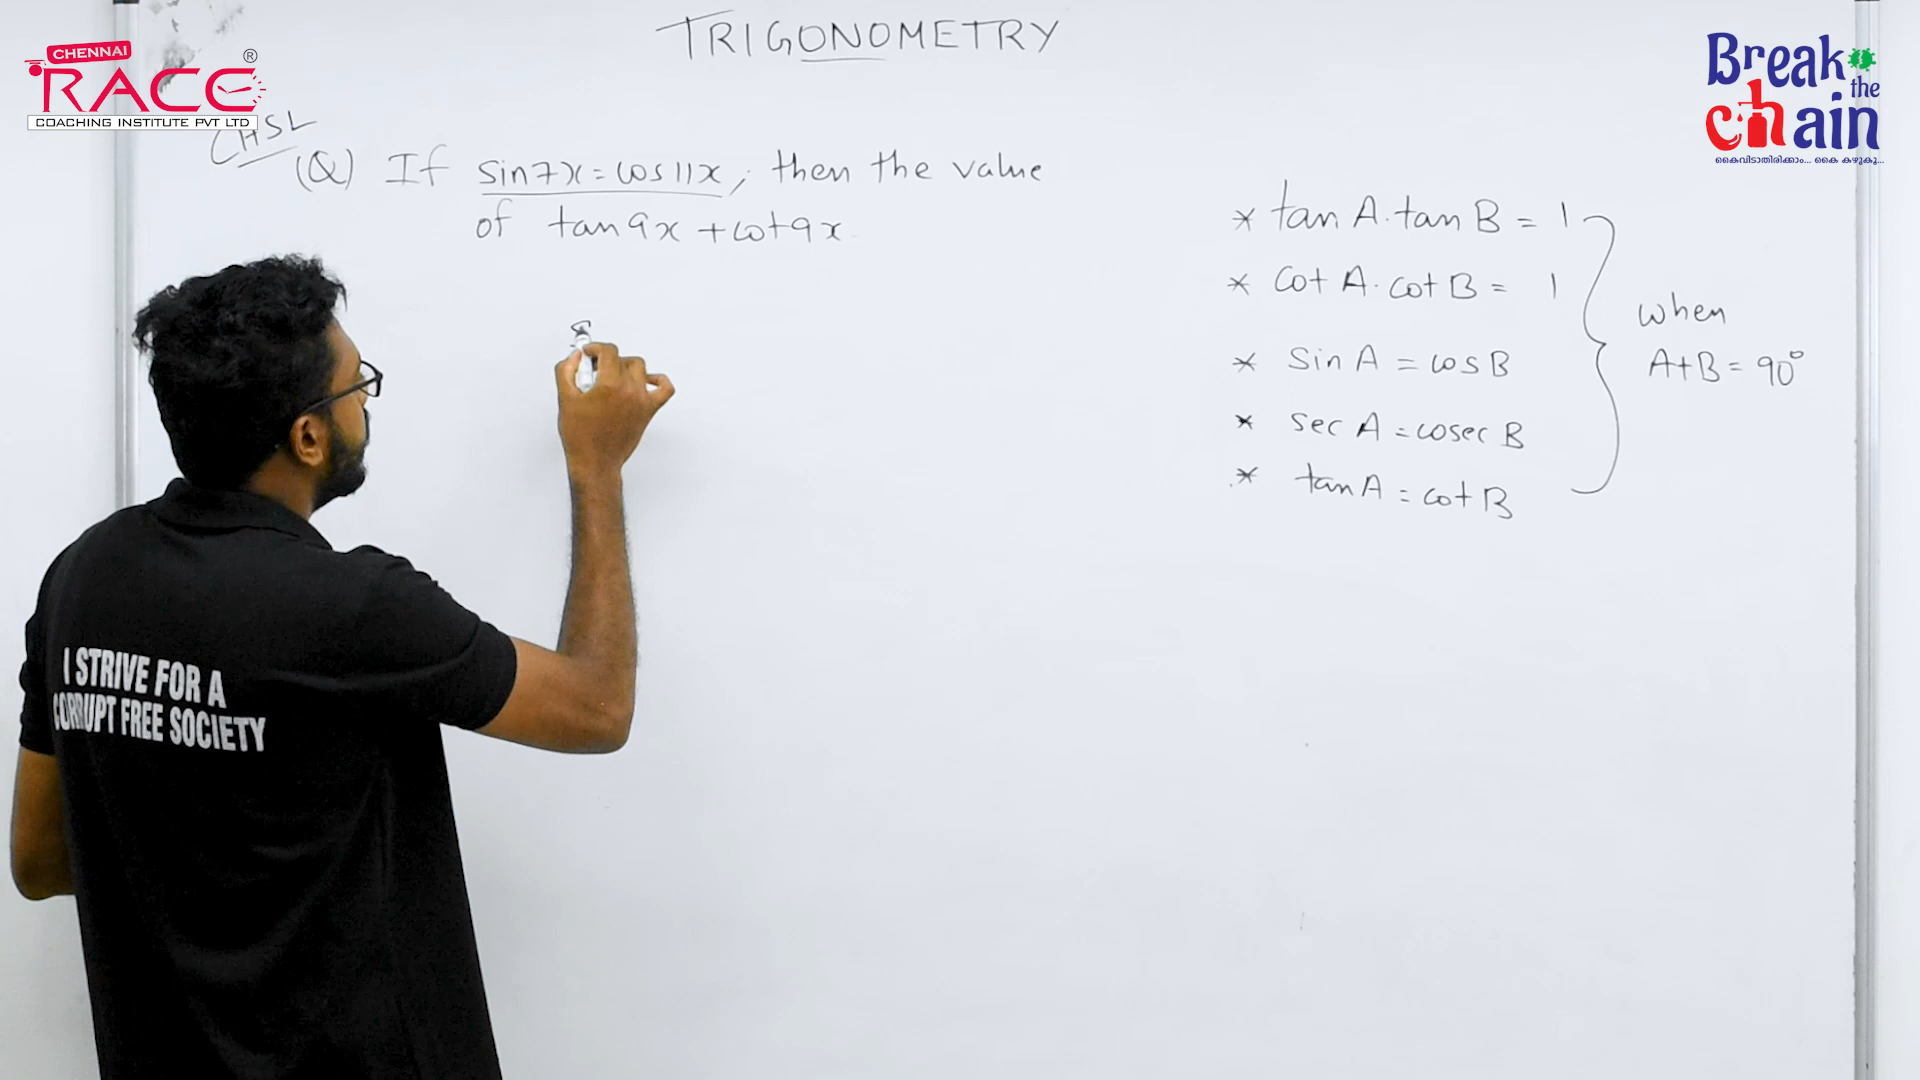 TRIGONOMETRY
CHENNAI
RACE ®
COACHING INSTITUTE PVT LTD
Break
the
chain
കൈവിടാതിരിക്കാം... കൈ കഴുകൂ...
CHSL
(Q) If sin7x = cos11x, then the value
of tan9x + cot9x
* tan A . tan B = 1
* cot A . cot B = 1
* sin A = cos B
* sec A = cosec B
* tan A = cot B
when
A+B = 90°
I STRIVE FOR A
CORRUPT FREE SOCIETY